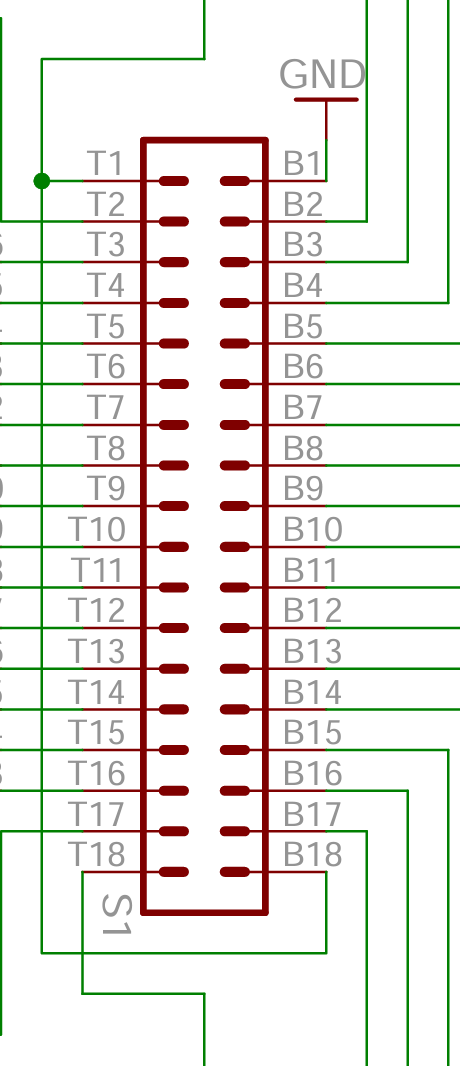 GND
T1 B1
T2 B2
T3 B3
T4 B4
T5 B5
T6 B6
T7 B7
T8 B8
T9 B9
T10 B10
T11 B11
T12 B12
T13 B13
T14 B14
T15 B15
T16 B16
T17 B17
T18 B18
S1